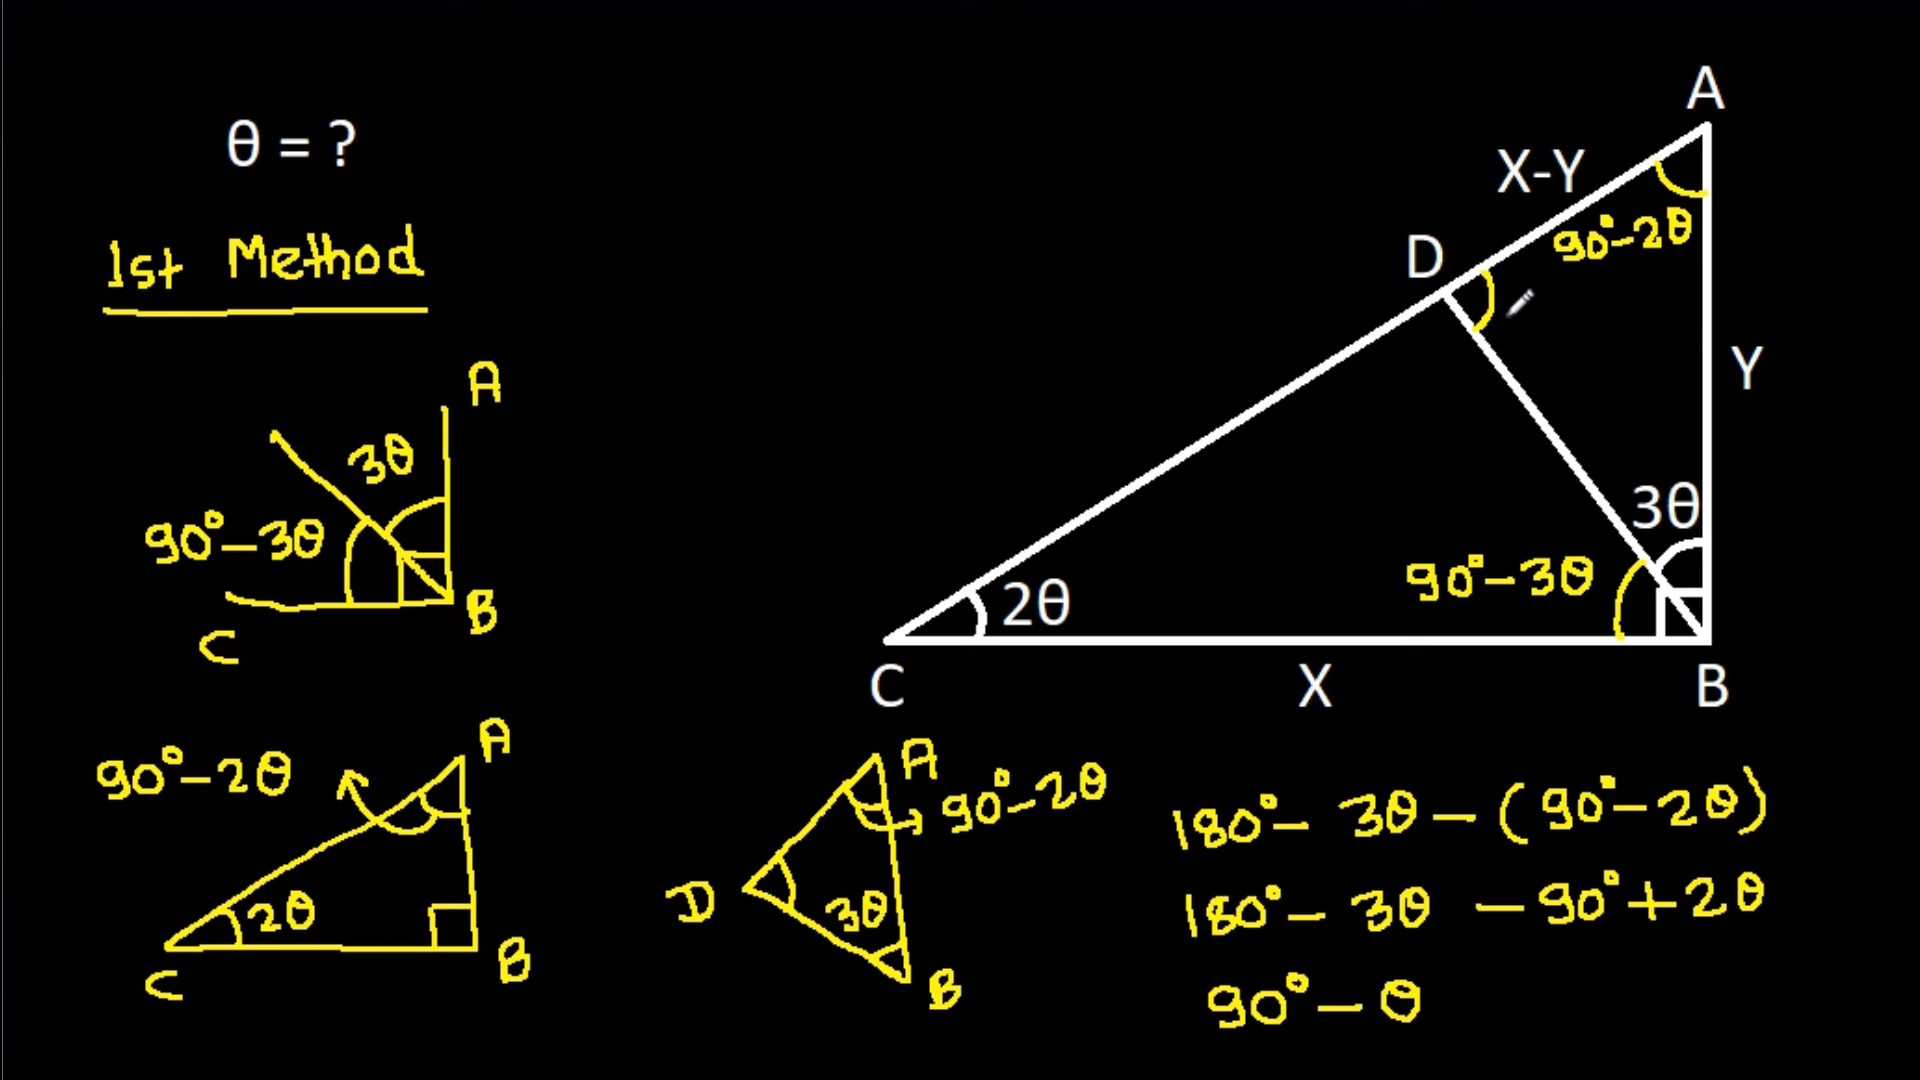 θ = ?
1st Method
A
3θ
90°-3θ
C
B
90°-2θ
A
2θ
C
B
A
X-Y
90°-2θ
D
Y
3θ
90°-3θ
2θ
C
X
B
A
90°-2θ
D
3θ
B
180°- 3θ-(90°-2θ)
180°- 3θ -90°+2θ
90°-θ